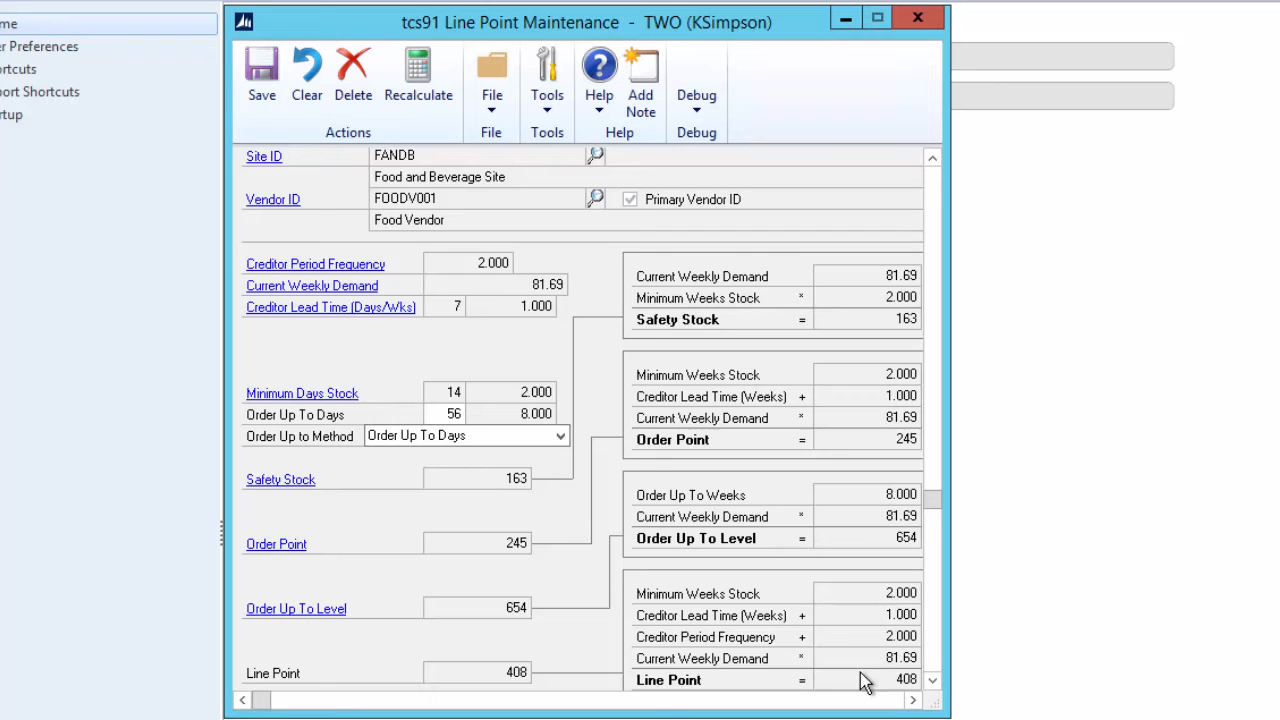 me
tcs91 Line Point Maintenance - TWO (KSimpson)
er Preferences
ortcuts
port Shortcuts
rtup
Save
Clear
Delete
Recalculate
File
Tools
Help
Add Note
Debug
Actions
File
Tools
Help
Debug
Site ID FANDB
Food and Beverage Site
Vendor ID FOODV001 Primary Vendor ID
Food Vendor
Creditor Period Frequency 2.000
Current Weekly Demand 81.69
Creditor Lead Time (Days/Wks) 7 1.000
Minimum Days Stock 14 2.000
Order Up To Days 56 8.000
Order Up to Method Order Up To Days
Safety Stock 163
Order Point 245
Order Up To Level 654
Line Point 408
Current Weekly Demand 81.69
Minimum Weeks Stock * 2.000
Safety Stock = 163
Minimum Weeks Stock 2.000
Creditor Lead Time (Weeks) + 1.000
Current Weekly Demand * 81.69
Order Point = 245
Order Up To Weeks 8.000
Current Weekly Demand * 81.69
Order Up To Level = 654
Minimum Weeks Stock 2.000
Creditor Lead Time (Weeks) + 1.000
Creditor Period Frequency + 2.000
Current Weekly Demand * 81.69
Line Point = 408